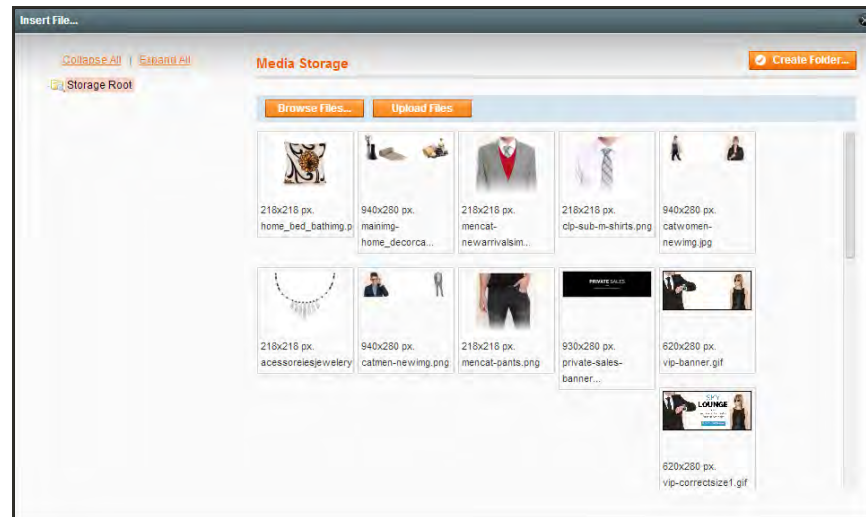 Insert File...
Collapse All | Expand All
Storage Root
Media Storage
Create Folder...
Browse Files...
Upload Files
218x218 px.
home_bed_bathimg.p
940x280 px.
mainimg-
home_decorca...
218x218 px.
mencat-
newarrivalsim...
218x218 px.
clp-sub-m-shirts.png
940x280 px.
catwomen-
newimg.jpg
218x218 px.
acessoreiesjewelery
940x280 px.
catmen-newimg.png
218x218 px.
mencat-pants.png
PRIVATE SALES
930x280 px.
private-sales-
banner...
620x280 px.
vip-banner.gif
SKY
LOUNGE
620x280 px.
vip-correctsize1.gif